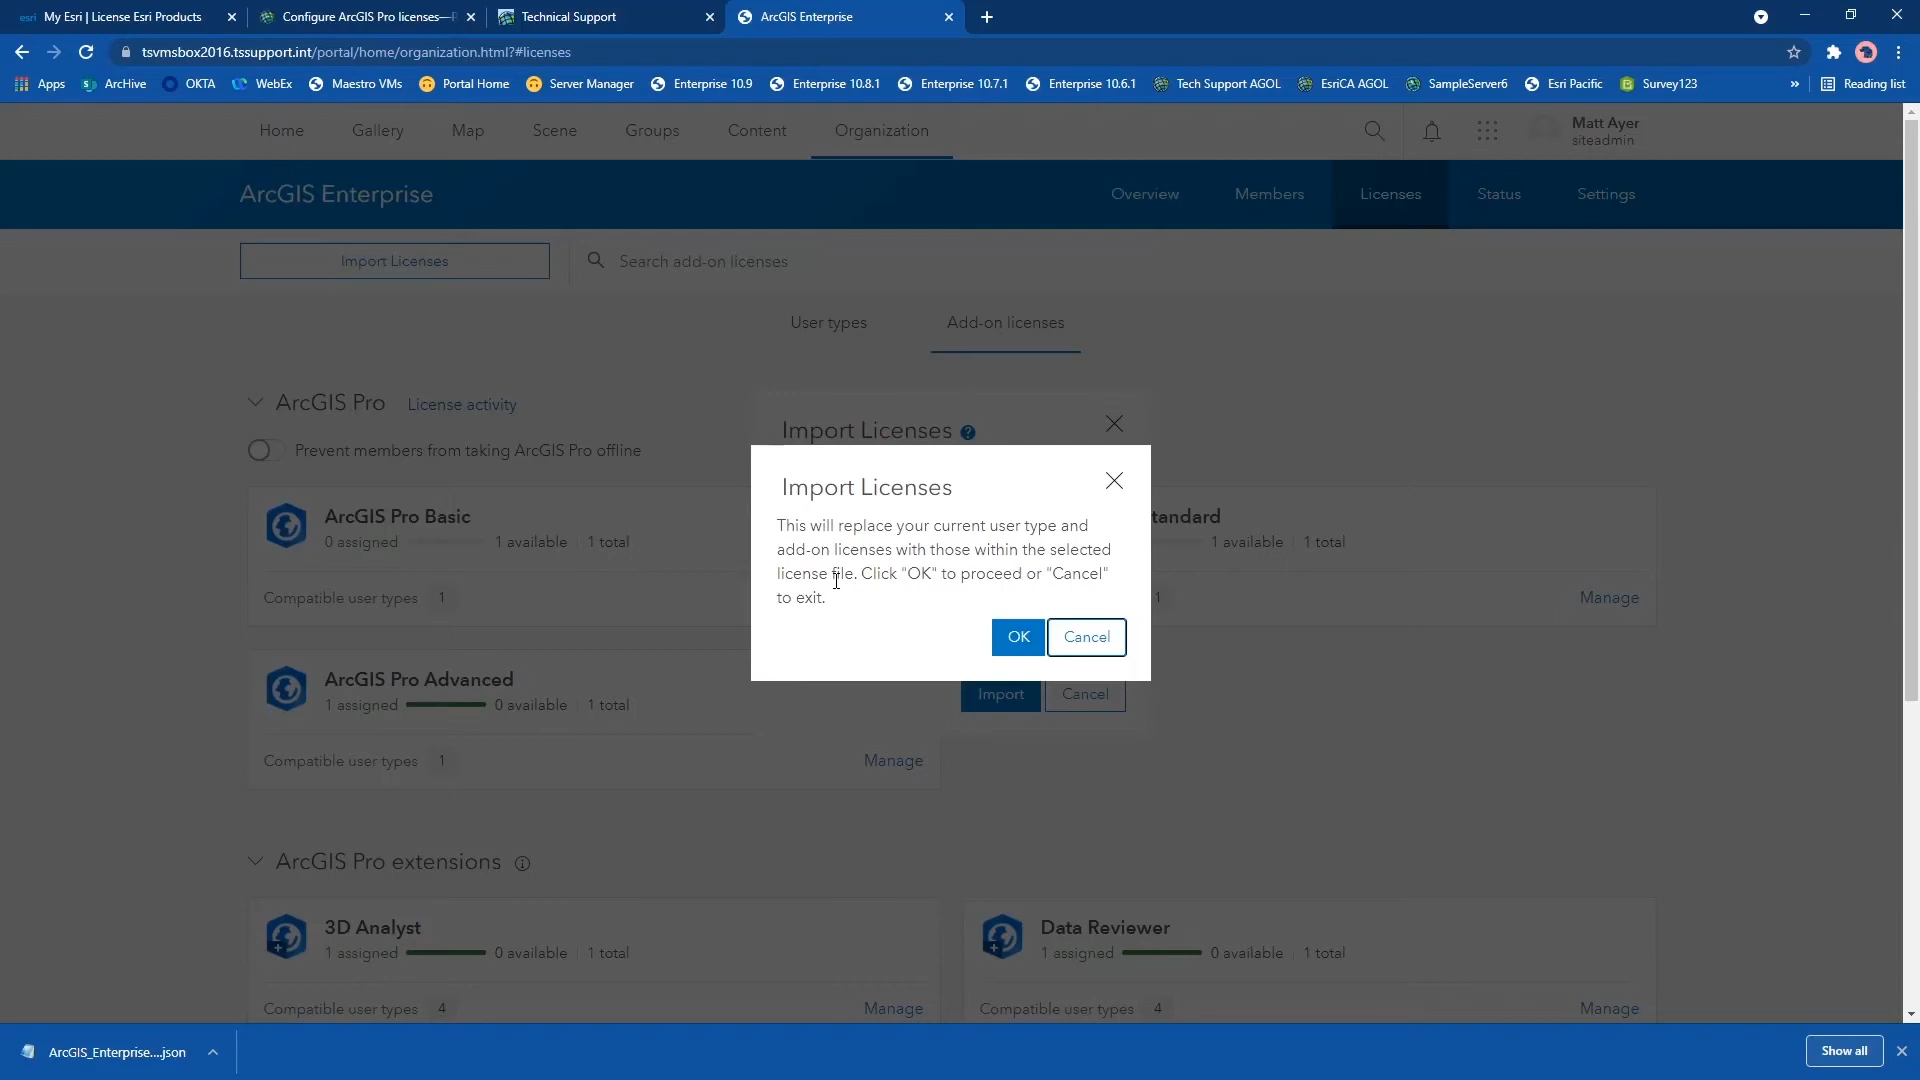 esri My Esri | License Esri Products
Configure ArcGIS Pro licenses—P
Technical Support
ArcGIS Enterprise
tsvmsbox2016.tssupport.int/portal/home/organization.html?#licenses
Apps
ArcHive
OKTA
WebEx
Maestro VMs
Portal Home
Server Manager
Enterprise 10.9
Enterprise 10.8.1
Enterprise 10.7.1
Enterprise 10.6.1
Tech Support AGOL
EsriCA AGOL
SampleServer6
Esri Pacific
Survey123
»
Reading list
Home
Gallery
Map
Scene
Groups
Content
Organization
Matt Ayer
siteadmin
ArcGIS Enterprise
Overview
Members
Licenses
Status
Settings
Import Licenses
Search add-on licenses
User types
Add-on licenses
ArcGIS Pro
License activity
Prevent members from taking ArcGIS Pro offline
Import Licenses
Import Licenses
This will replace your current user type and
add-on licenses with those within the selected
license file. Click "OK" to proceed or "Cancel"
to exit.
OK
Cancel
Import
Cancel
ArcGIS Pro Basic
0 assigned 1 available 1 total
Compatible user types 1
tandard
1 available 1 total
1
Manage
ArcGIS Pro Advanced
1 assigned 0 available 1 total
Compatible user types 1
Manage
ArcGIS Pro extensions
3D Analyst
1 assigned 0 available 1 total
Compatible user types 4
Manage
Data Reviewer
1 assigned 0 available 1 total
Compatible user types 4
Manage
ArcGIS_Enterprise....json
Show all